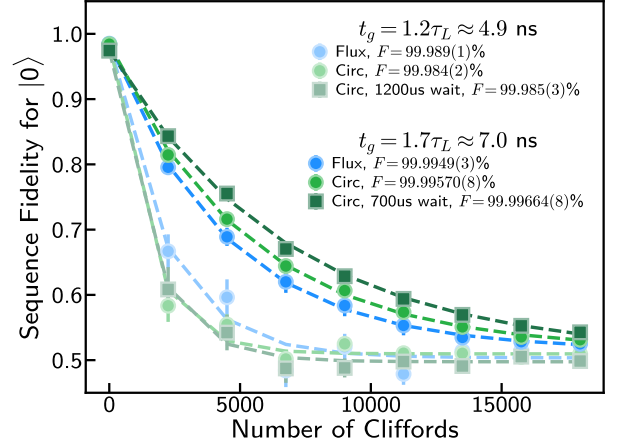 t_g = 1.2τ_L ≈ 4.9 ns
Flux, F = 99.989(1)%
Circ, F = 99.984(2)%
Circ, 1200us wait, F = 99.985(3)%
t_g = 1.7τ_L ≈ 7.0 ns
Flux, F = 99.9949(3)%
Circ, F = 99.99570(8)%
Circ, 700us wait, F = 99.99664(8)%
Sequence Fidelity for |0⟩
1.0
0.9
0.8
0.7
0.6
0.5
0
5000
10000
15000
Number of Cliffords